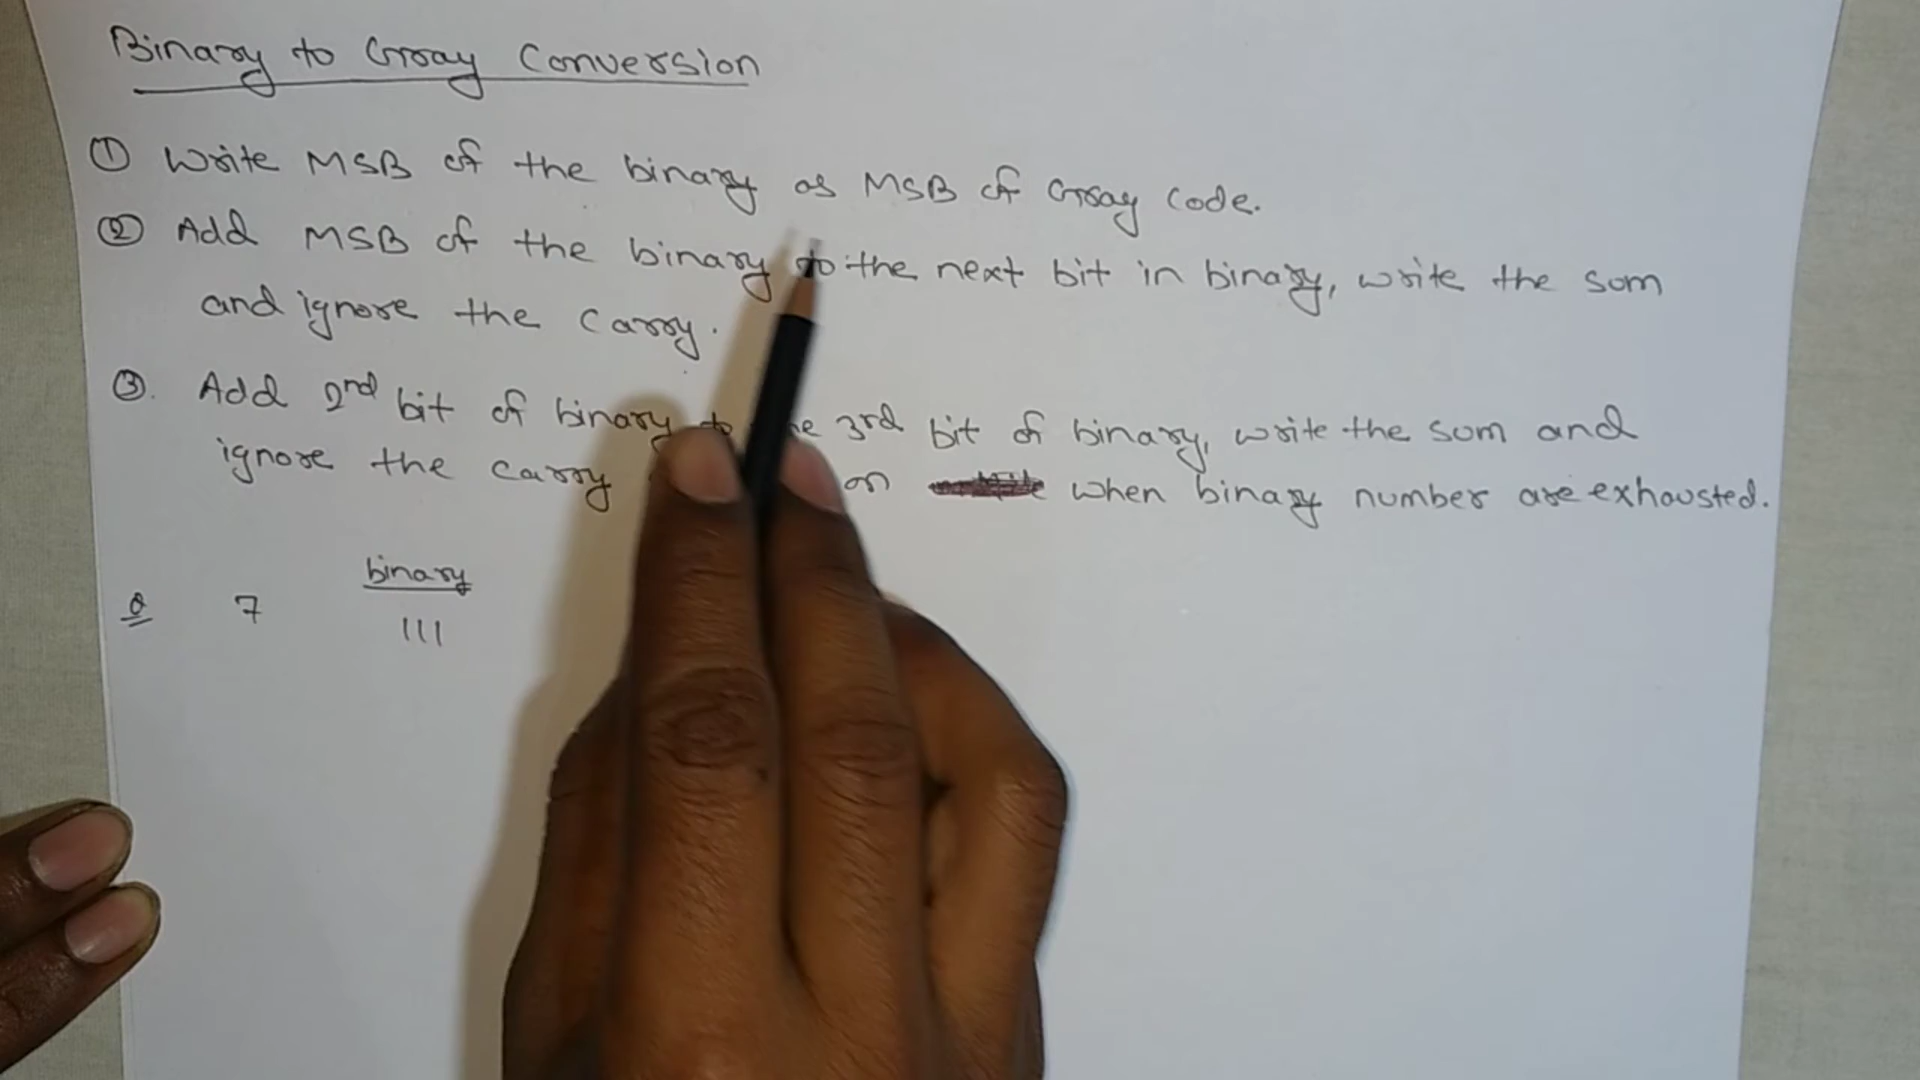 Binary to Gray Conversion
① Write MSB of the binary as MSB of Gray Code.
② Add MSB of the binary to the next bit in binary, write the sum
and ignore the carry.
③. Add 2nd bit of binary to 3rd bit of binary, write the sum and
ignore the carry on when binary number are exhausted.
binary
Q 7 111